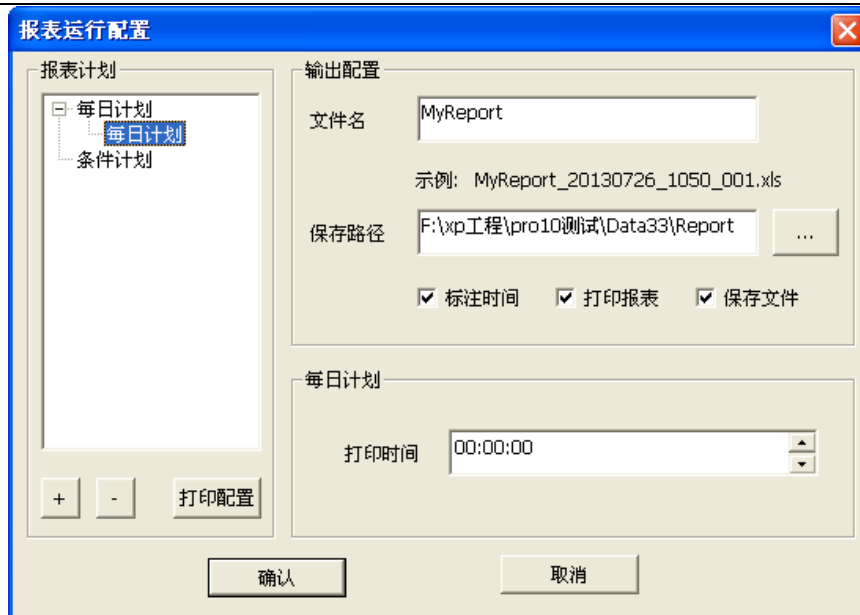 报表运行配置
报表计划
每日计划
每日计划
条件计划
+
-
打印配置
输出配置
文件名
MyReport
示例: MyReport_20130726_1050_001.xls
保存路径
F:\xp工程\pro10测试\Data33\Report
...
标注时间 打印报表 保存文件
每日计划
打印时间
00:00:00
确认
取消